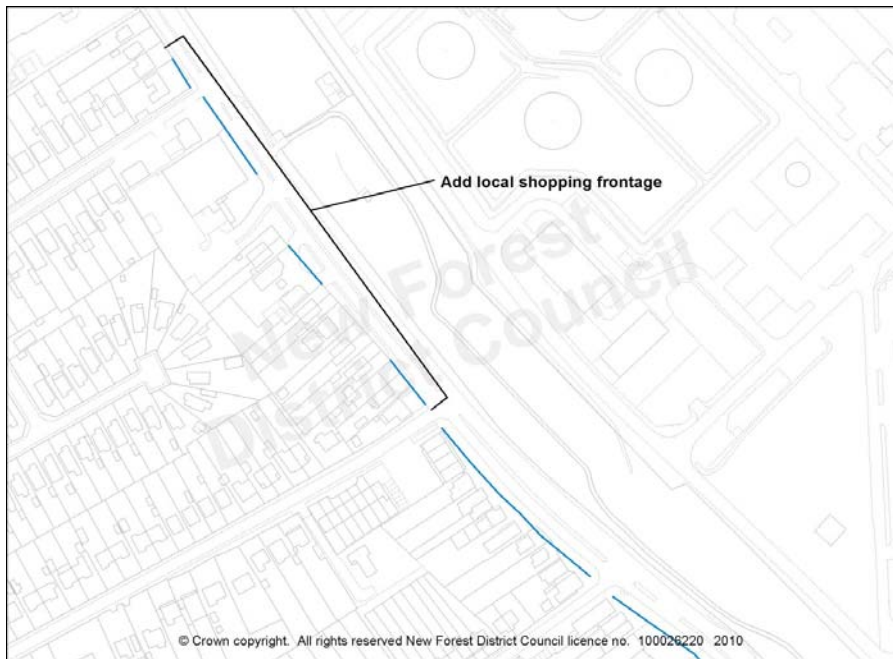 Add local shopping frontage
New Forest
District Council
© Crown copyright. All rights reserved New Forest District Council licence no. 100026220 2010